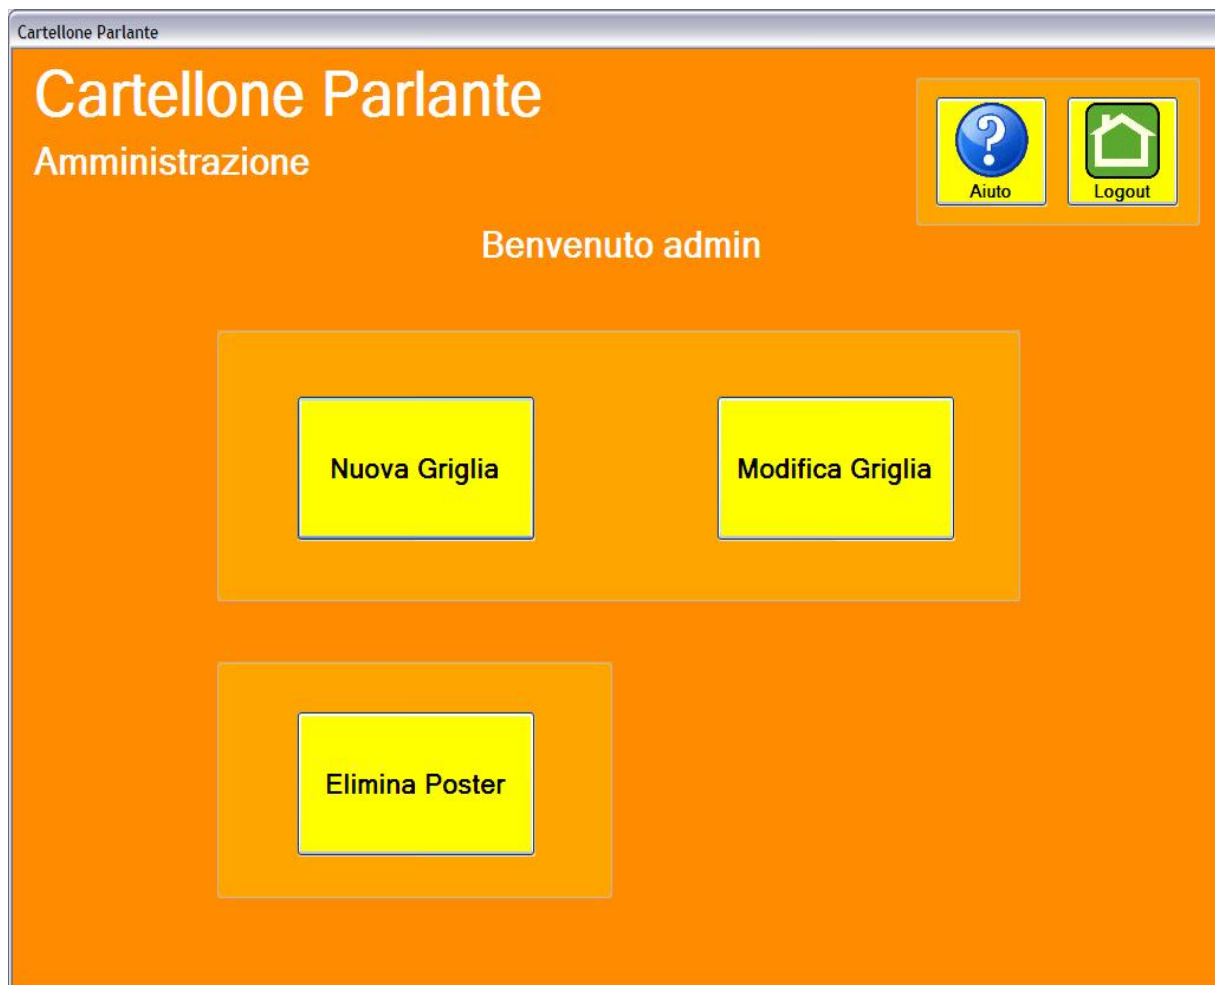 Cartellone Parlante
Cartellone Parlante
Amministrazione
Aiuto
Logout
Benvenuto admin
Nuova Griglia
Modifica Griglia
Elimina Poster